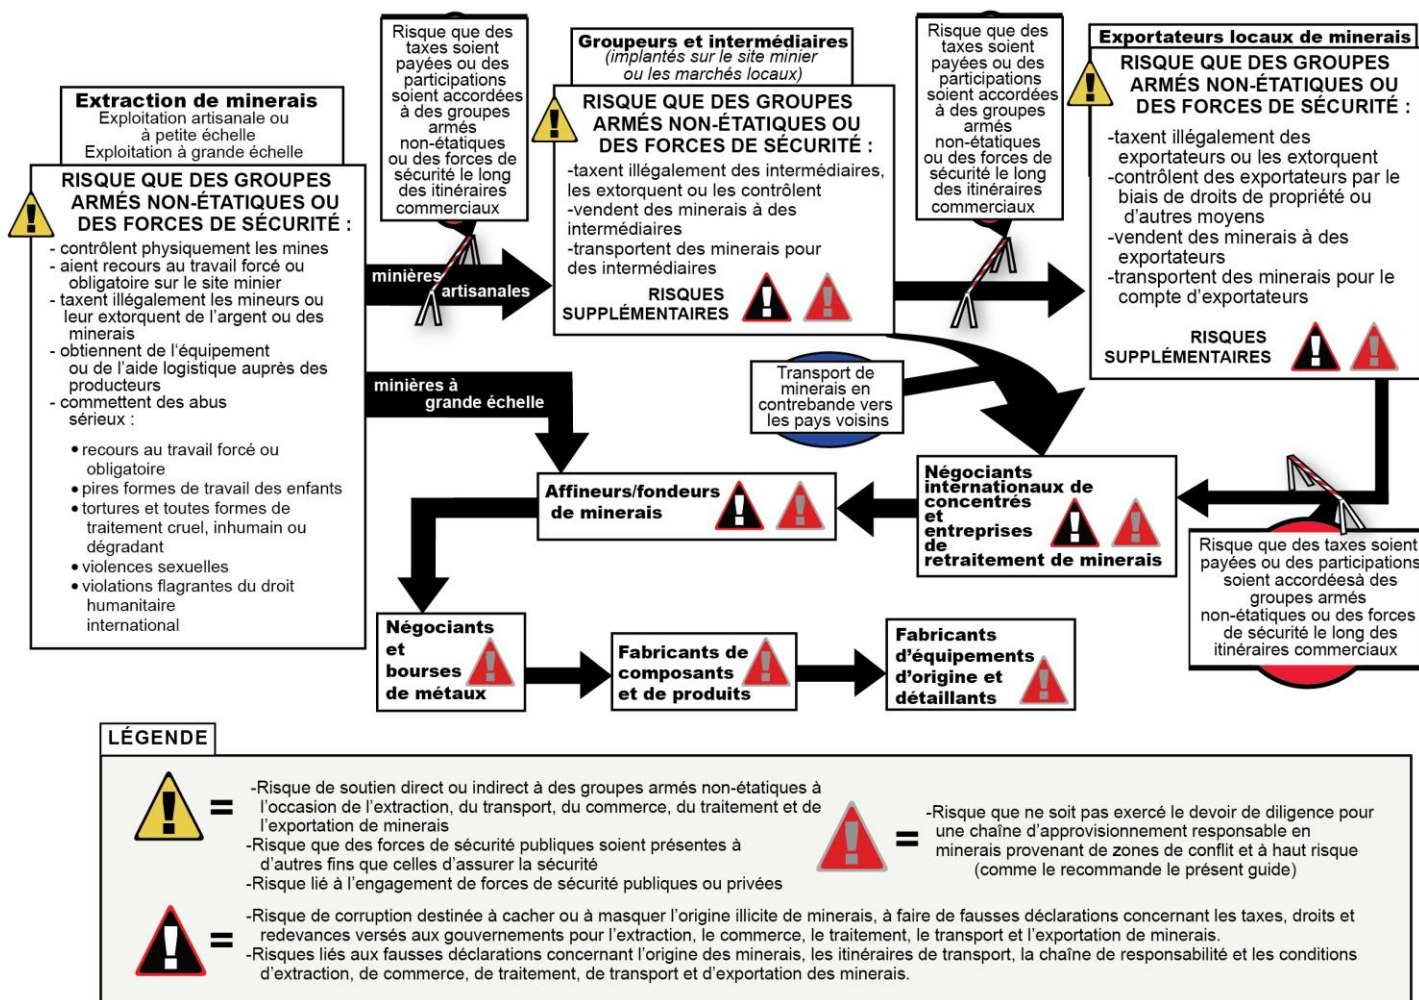 Extraction de minerais
Exploitation artisanale ou
à petite échelle
Exploitation à grande échelle
RISQUE QUE DES GROUPES
ARMÉS NON-ÉTATIQUES OU
DES FORCES DE SÉCURITÉ :
- contrôlent physiquement les mines
- aient recours au travail forcé ou
obligatoire sur le site minier
- taxent illégalement les mineurs ou
leur extorquent de l'argent ou des
minerais
- obtiennent de l'équipement
ou de l'aide logistique auprès des
producteurs
- commettent des abus
sérieux :
• recours au travail forcé ou
obligatoire
• pires formes de travail des enfants
• tortures et toutes formes de
traitement cruel, inhumain ou
dégradant
• violences sexuelles
• violations flagrantes du droit
humanitaire
international
minières
artisanales
minières à
grande échelle
Risque que des
taxes soient
payées ou des
participations
soient accordées
à des groupes
armés
non-étatiques
ou des forces de
sécurité le long
des itinéraires
commerciaux
Groupeurs et intermédiaires
(implantés sur le site minier
ou les marchés locaux)
RISQUE QUE DES GROUPES
ARMÉS NON-ÉTATIQUES OU
DES FORCES DE SÉCURITÉ :
-taxent illégalement des intermédiaires,
les extorquent ou les contrôlent
-vendent des minerais à des
intermédiaires
-transportent des minerais pour
des intermédiaires
RISQUES
SUPPLÉMENTAIRES
Risque que des
taxes soient
payées ou des
participations
soient accordées
à des groupes
armés
non-étatiques
ou des forces de
sécurité le long
des itinéraires
commerciaux
Exportateurs locaux de minerais
RISQUE QUE DES GROUPES
ARMÉS NON-ÉTATIQUES OU
DES FORCES DE SÉCURITÉ :
-taxent illégalement des
exportateurs ou les extorquent
-contrôlent des exportateurs par le
biais de droits de propriété ou
d'autres moyens
-vendent des minerais à des
exportateurs
-transportent des minerais pour le
compte d'exportateurs
RISQUES
SUPPLÉMENTAIRES
Transport de
minerais en
contrebande vers
les pays voisins
Risque que des taxes soient
payées ou des participations
soient accordéesà des
groupes armés
non-étatiques ou des forces
de sécurité le long des
itinéraires commerciaux
Négociants
internationaux de
concentrés
et
entreprises
de
retraitement de minerais
Affineurs/fondeurs
de minerais
Négociants
et
bourses
de métaux
Fabricants de
composants
et de produits
Fabricants
d'équipements
d'origine et
détaillants
LÉGENDE
=
-Risque de soutien direct ou indirect à des groupes armés non-étatiques à
l'occasion de l'extraction, du transport, du commerce, du traitement et de
l'exportation de minerais
-Risque que des forces de sécurité publiques soient présentes à
d'autres fins que celles d'assurer la sécurité
-Risque lié à l'engagement de forces de sécurité publiques ou privées
=
-Risque que ne soit pas exercé le devoir de diligence pour
une chaîne d'approvisionnement responsable en
minerais provenant de zones de conflit et à haut risque
(comme le recommande le présent guide)
=
-Risque de corruption destinée à cacher ou à masquer l'origine illicite de minerais, à faire de fausses déclarations concernant les taxes, droits et
redevances versés aux gouvernements pour l'extraction, le commerce, le traitement, le transport et l'exportation de minerais.
-Risques liés aux fausses déclarations concernant l'origine des minerais, les itinéraires de transport, la chaîne de responsabilité et les conditions
d'extraction, de commerce, de traitement, de transport et d'exportation des minerais.